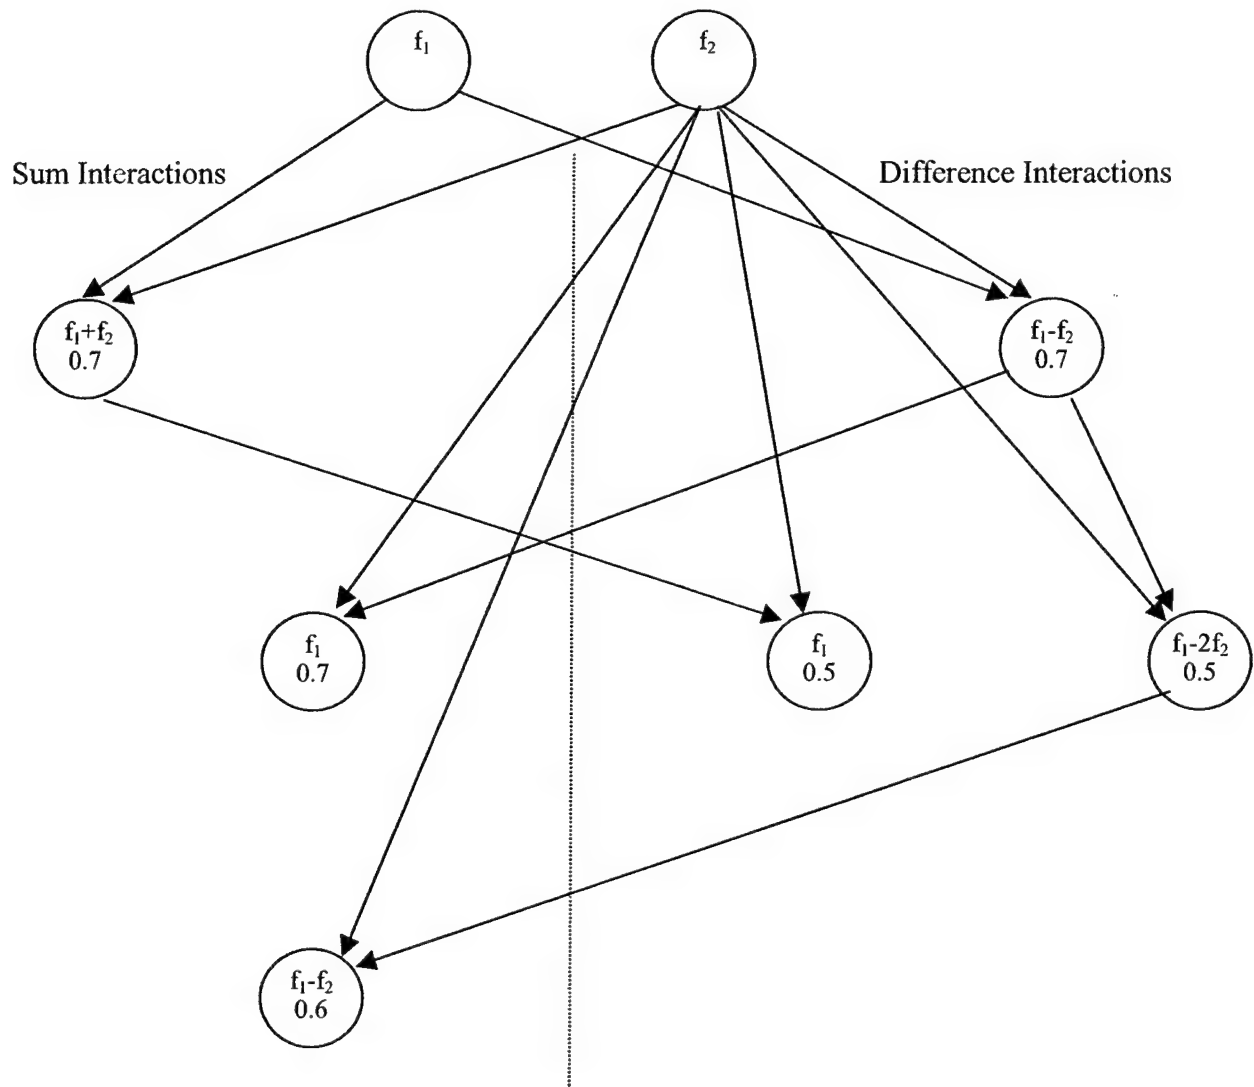 f₁
f₂
Sum Interactions
Difference Interactions
f₁+f₂
0.7
f₁-f₂
0.7
f₁
0.7
f₁
0.5
f₁-2f₂
0.5
f₁-f₂
0.6